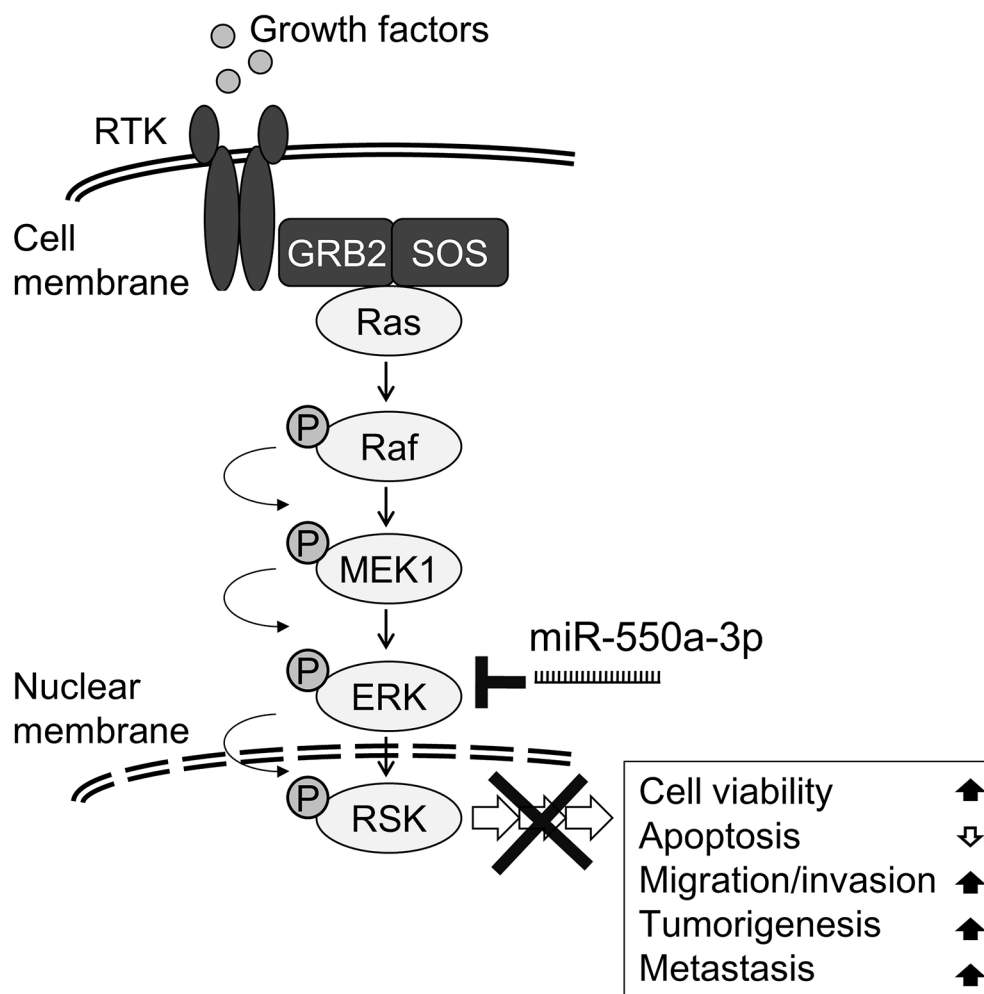 Growth factors
RTK
Cell
membrane
GRB2
SOS
Ras
P
Raf
P
MEK1
miR-550a-3p
P
ERK
Nuclear
membrane
P
RSK
Cell viability
Apoptosis
Migration/invasion
Tumorigenesis
Metastasis